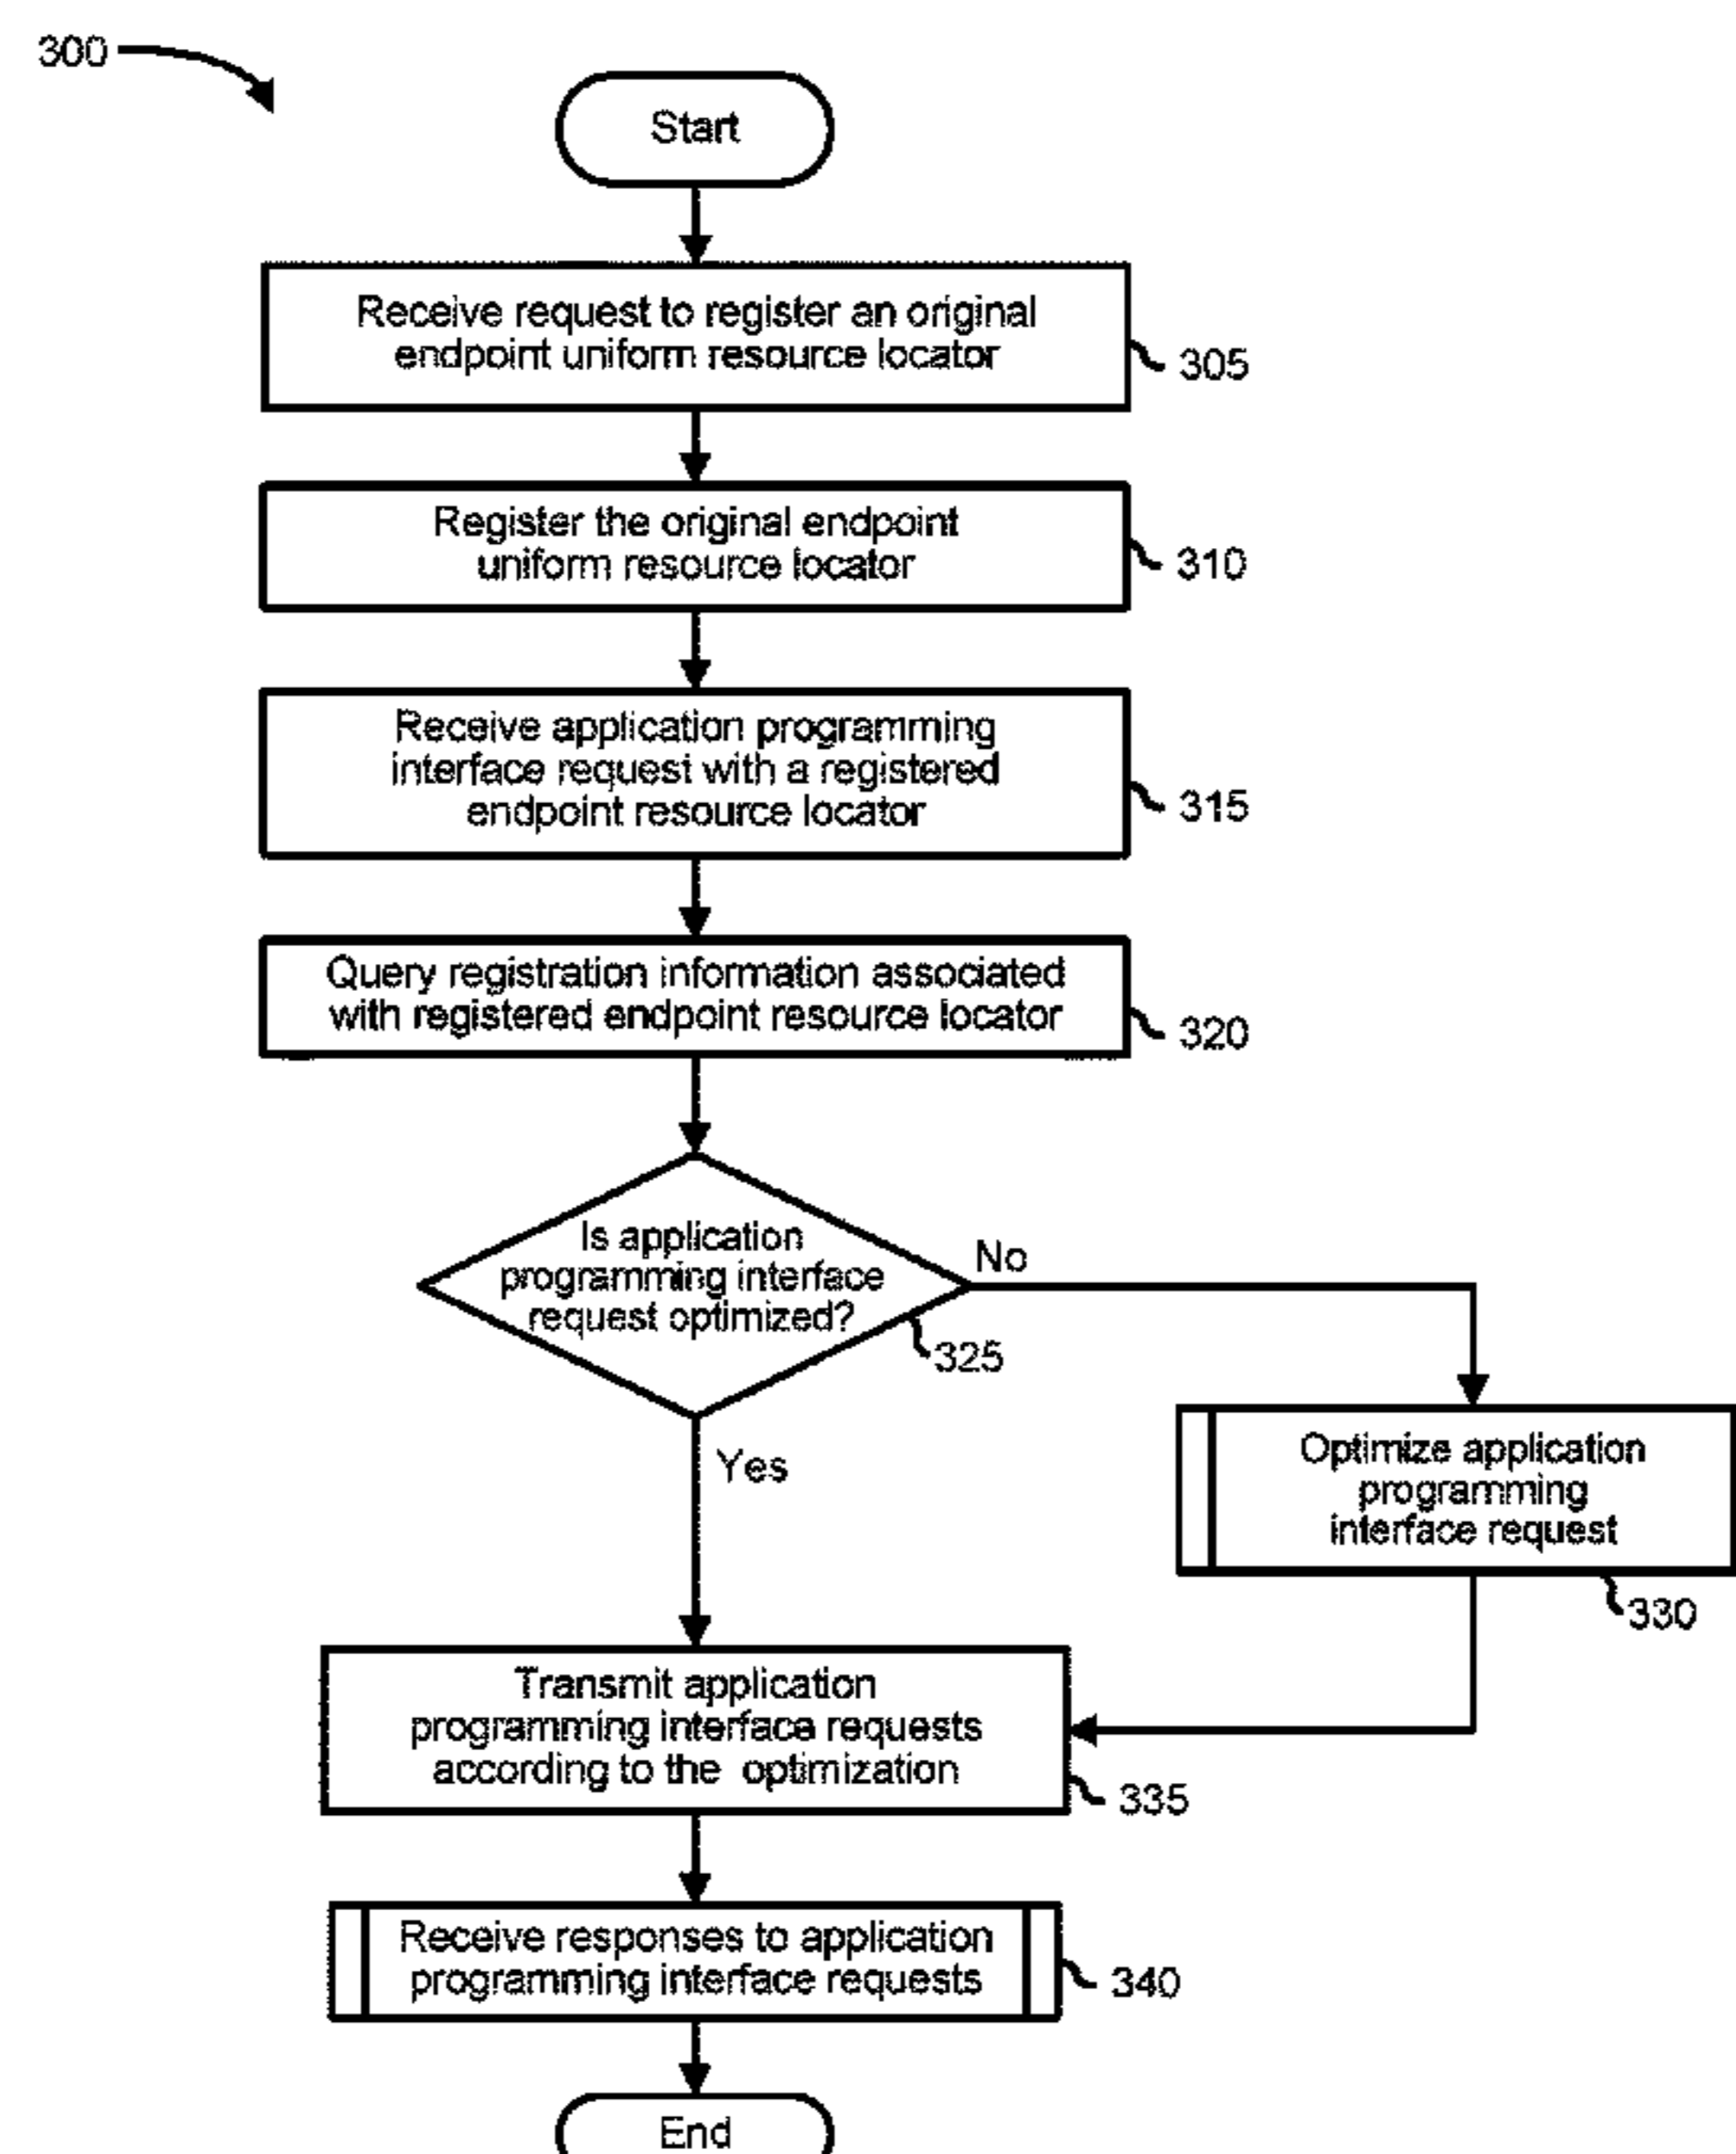 300
Start
Receive request to register an original
endpoint uniform resource locator
305
Register the original endpoint
uniform resource locator
310
Receive application programming
interface request with a registered
endpoint resource locator
315
Query registration information associated
with registered endpoint resource locator
320
Is application
programming interface
request optimized?
325
No
Yes
Optimize application
programming
interface request
330
Transmit application
programming interface requests
according to the optimization
335
Receive responses to application
programming interface requests
340
End